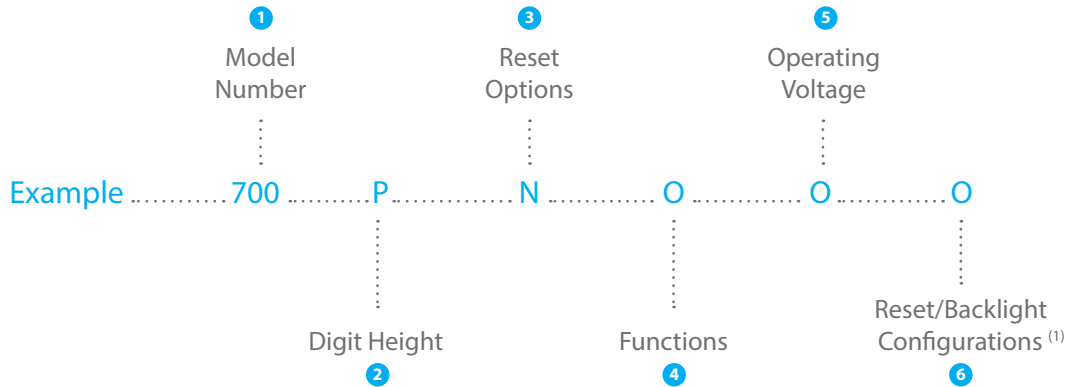 1
Model
Number
3
Reset
Options
5
Operating
Voltage
Example 700 P N O O O
Digit Height
2
Functions
4
Reset/Backlight
Configurations (1)
6